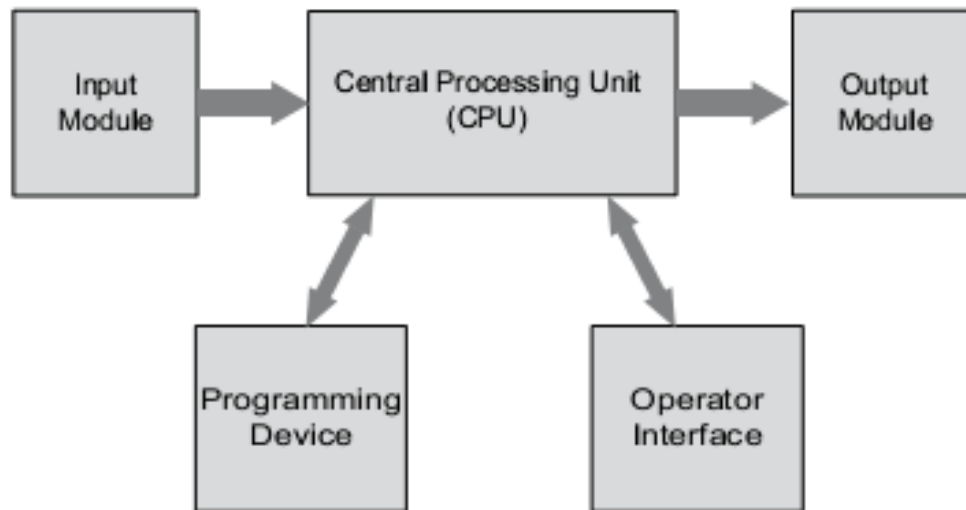 Input
Module
Central Processing Unit
(CPU)
Output
Module
Programming
Device
Operator
Interface